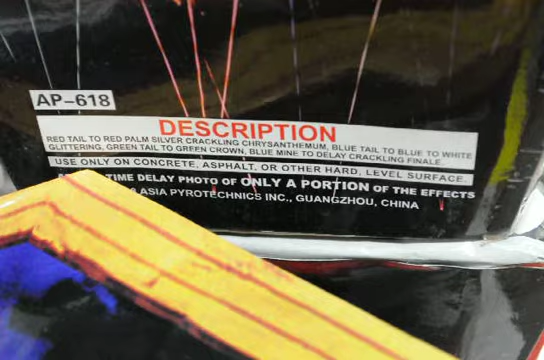 AP-618
DESCRIPTION
RED TAIL TO RED PALM SILVER CRACKLING CHRYSANTHEMUM, BLUE TAIL TO BLUE TO WHITE
GLITTERING, GREEN TAIL TO GREEN CROWN, BLUE MINE TO DELAY CRACKLING FINALE
USE ONLY ON CONCRETE, ASPHALT, OR OTHER HARD, LEVEL SURFACE.
TIME DELAY PHOTO OF ONLY A PORTION OF THE EFFECTS
ASIA PYROTECHNICS INC., GUANGZHOU, CHINA